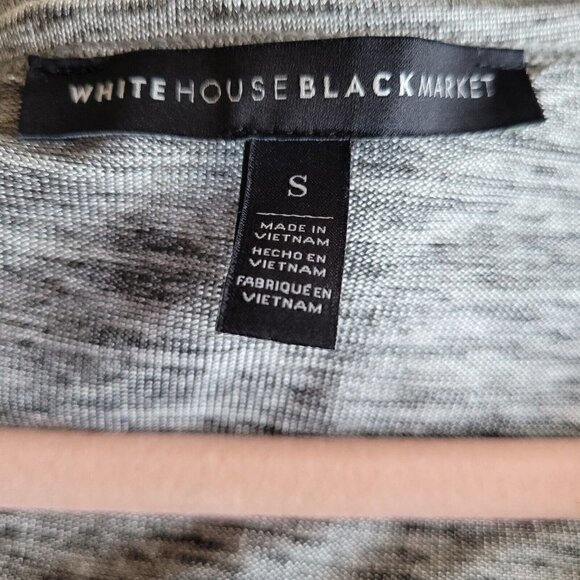 WHITE HOUSE BLACK MARKET
S
MADE IN
VIETNAM
HECHO EN
VIETNAM
FABRIQUÉ EN
VIETNAM